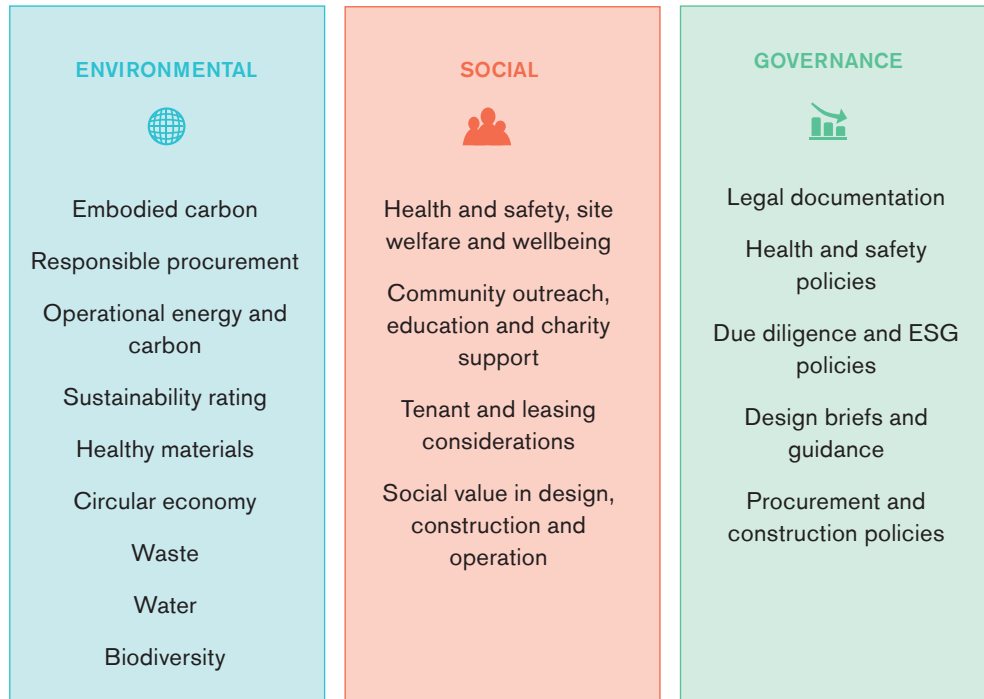 ENVIRONMENTAL
Embodied carbon
Responsible procurement
Operational energy and
carbon
Sustainability rating
Healthy materials
Circular economy
Waste
Water
Biodiversity
SOCIAL
Health and safety, site
welfare and wellbeing
Community outreach,
education and charity
support
Tenant and leasing
considerations
Social value in design,
construction and
operation
GOVERNANCE
Legal documentation
Health and safety
policies
Due diligence and ESG
policies
Design briefs and
guidance
Procurement and
construction policies